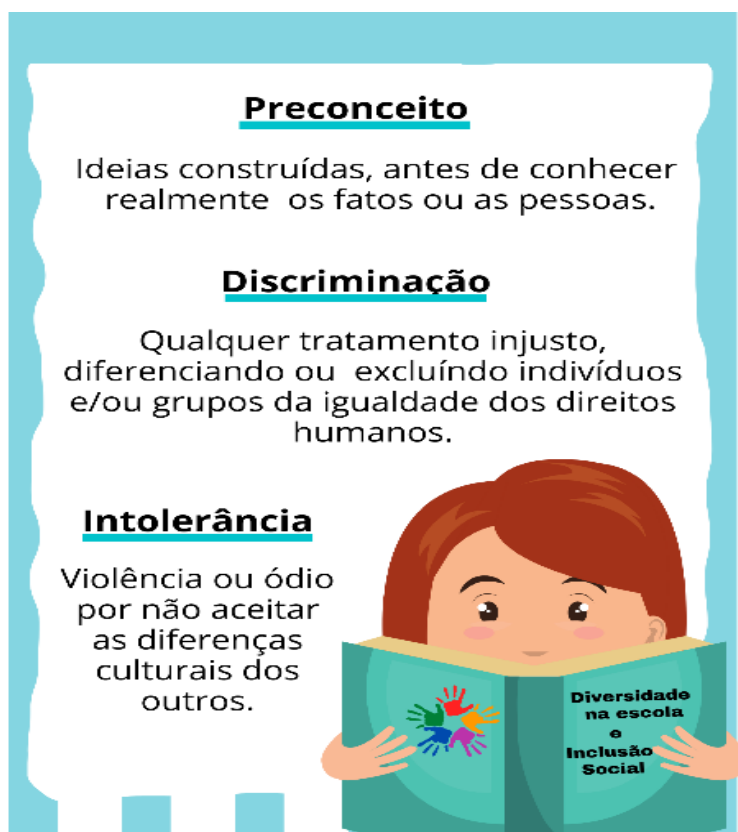 Preconceito
Ideias construídas, antes de conhecer
realmente os fatos ou as pessoas.
Discriminação
Qualquer tratamento injusto,
diferenciando ou excluíndo indivíduos
e/ou grupos da igualdade dos direitos
humanos.
Intolerância
Violência ou ódio
por não aceitar
as diferenças
culturais dos
outros.
Diversidade
na escola
e
Inclusão
Social